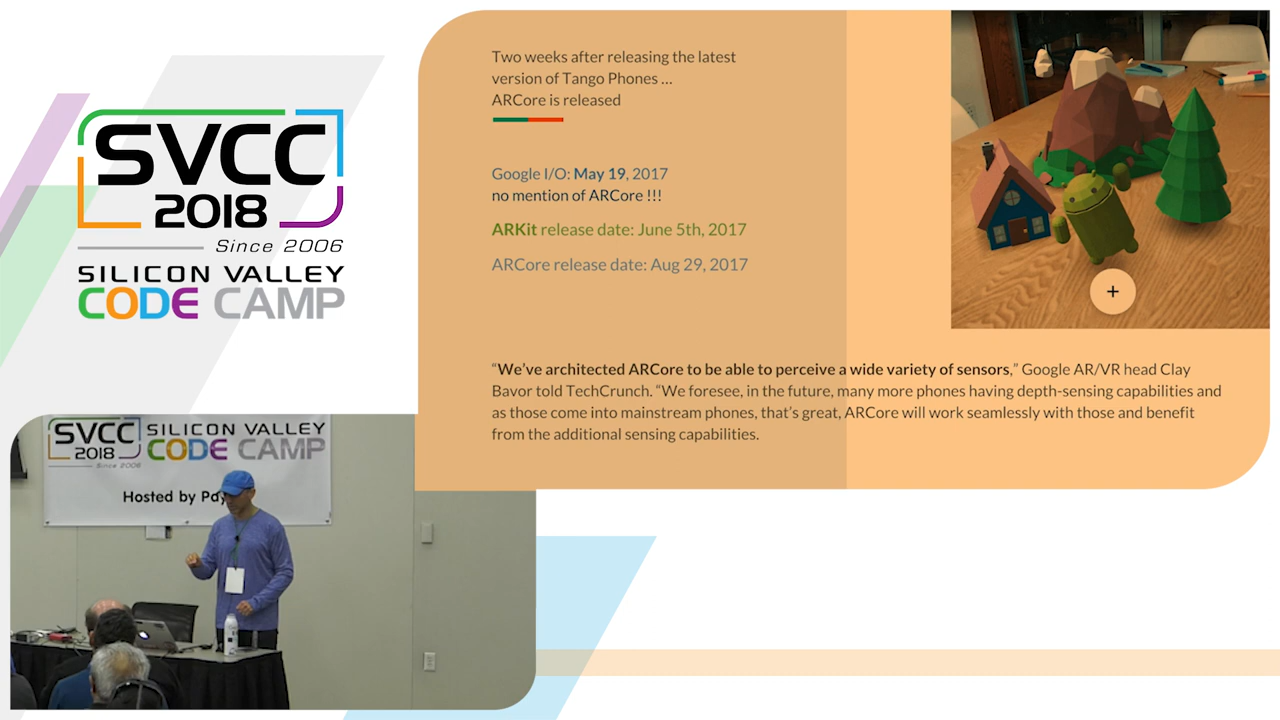 SVCC
2018
Since 2006
SILICON VALLEY
CODE CAMP
Two weeks after releasing the latest
version of Tango Phones ...
ARCore is released
Google I/O: May 19, 2017
no mention of ARCore !!!
ARKit release date: June 5th, 2017
ARCore release date: Aug 29, 2017
+
“We’ve architected ARCore to be able to perceive a wide variety of sensors,” Google AR/VR head Clay
Bavor told TechCrunch. “We foresee, in the future, many more phones having depth-sensing capabilities and
as those come into mainstream phones, that’s great, ARCore will work seamlessly with those and benefit
from the additional sensing capabilities.
SVCC
2018
Since 2006
SILICON VALLEY
CODE CAMP
Hosted by Pay